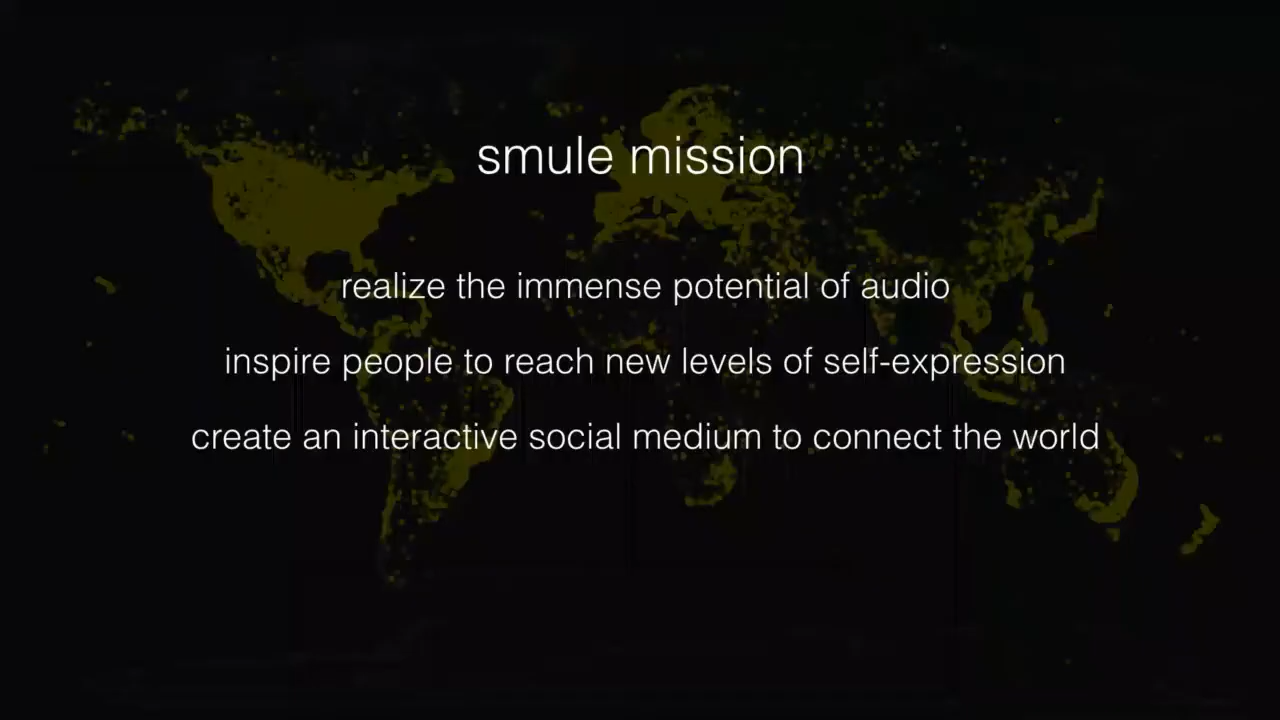 smule mission
realize the immense potential of audio
inspire people to reach new levels of self-expression
create an interactive social medium to connect the world